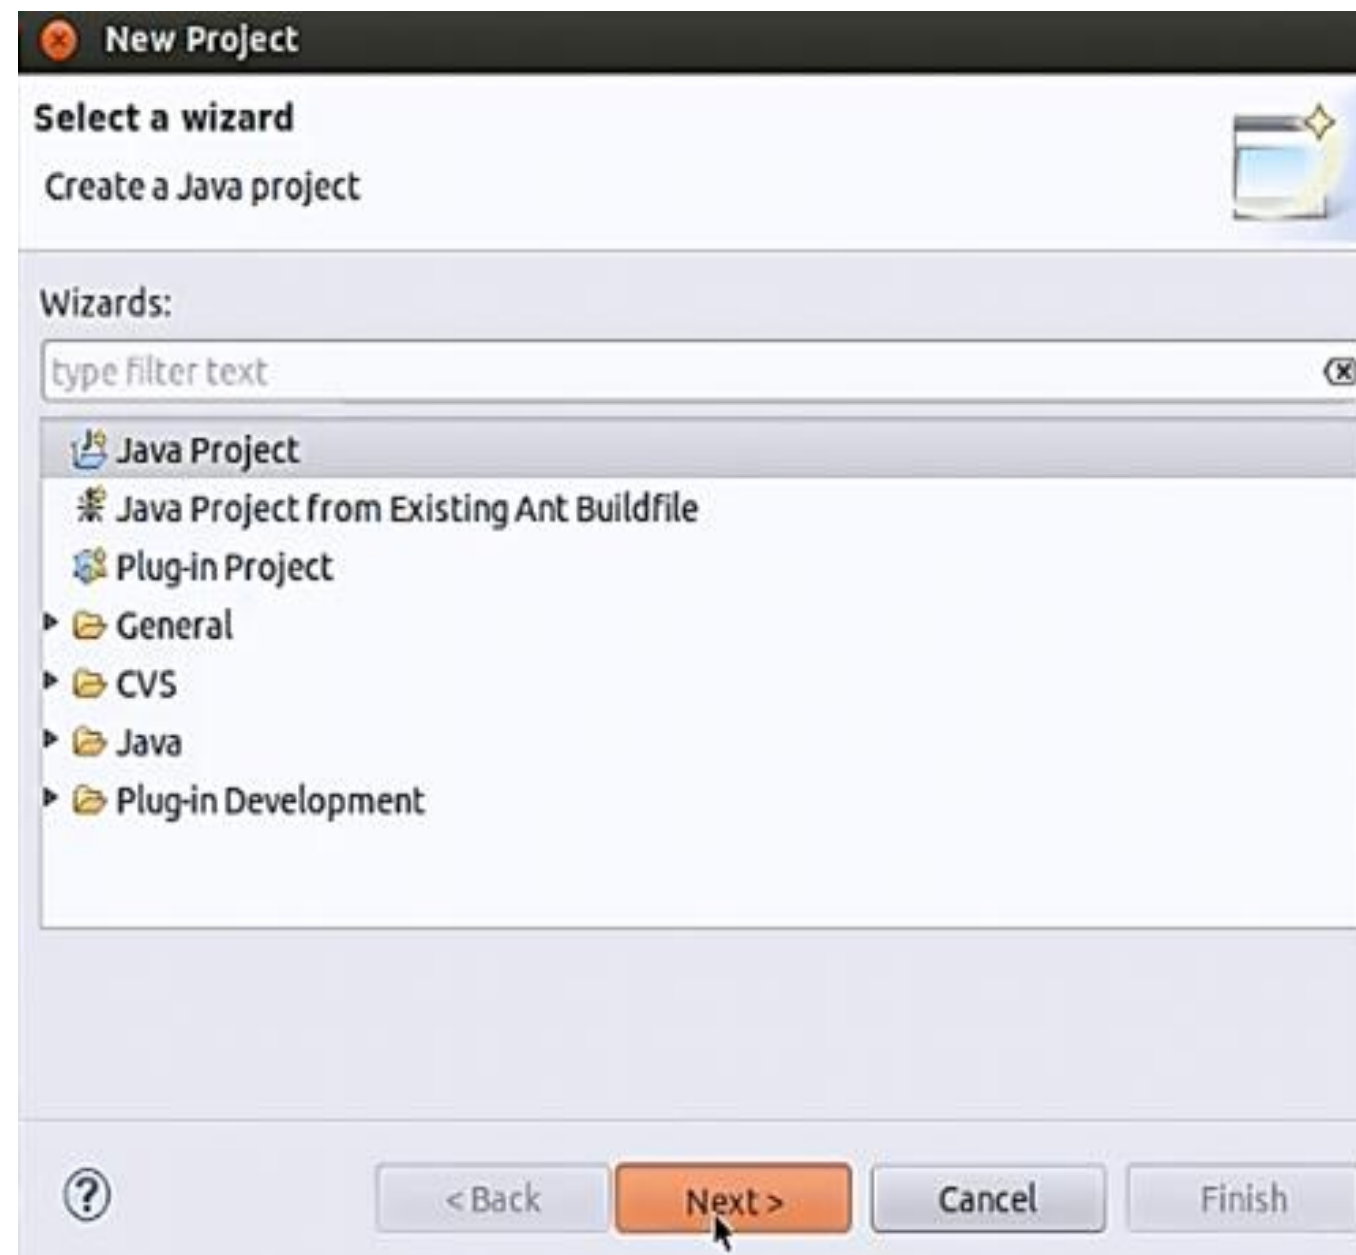 New Project
Select a wizard
Create a Java project
Wizards:
type filter text
Java Project
Java Project from Existing Ant Buildfile
Plug-in Project
General
CVS
Java
Plug-in Development
< Back Next > Cancel Finish